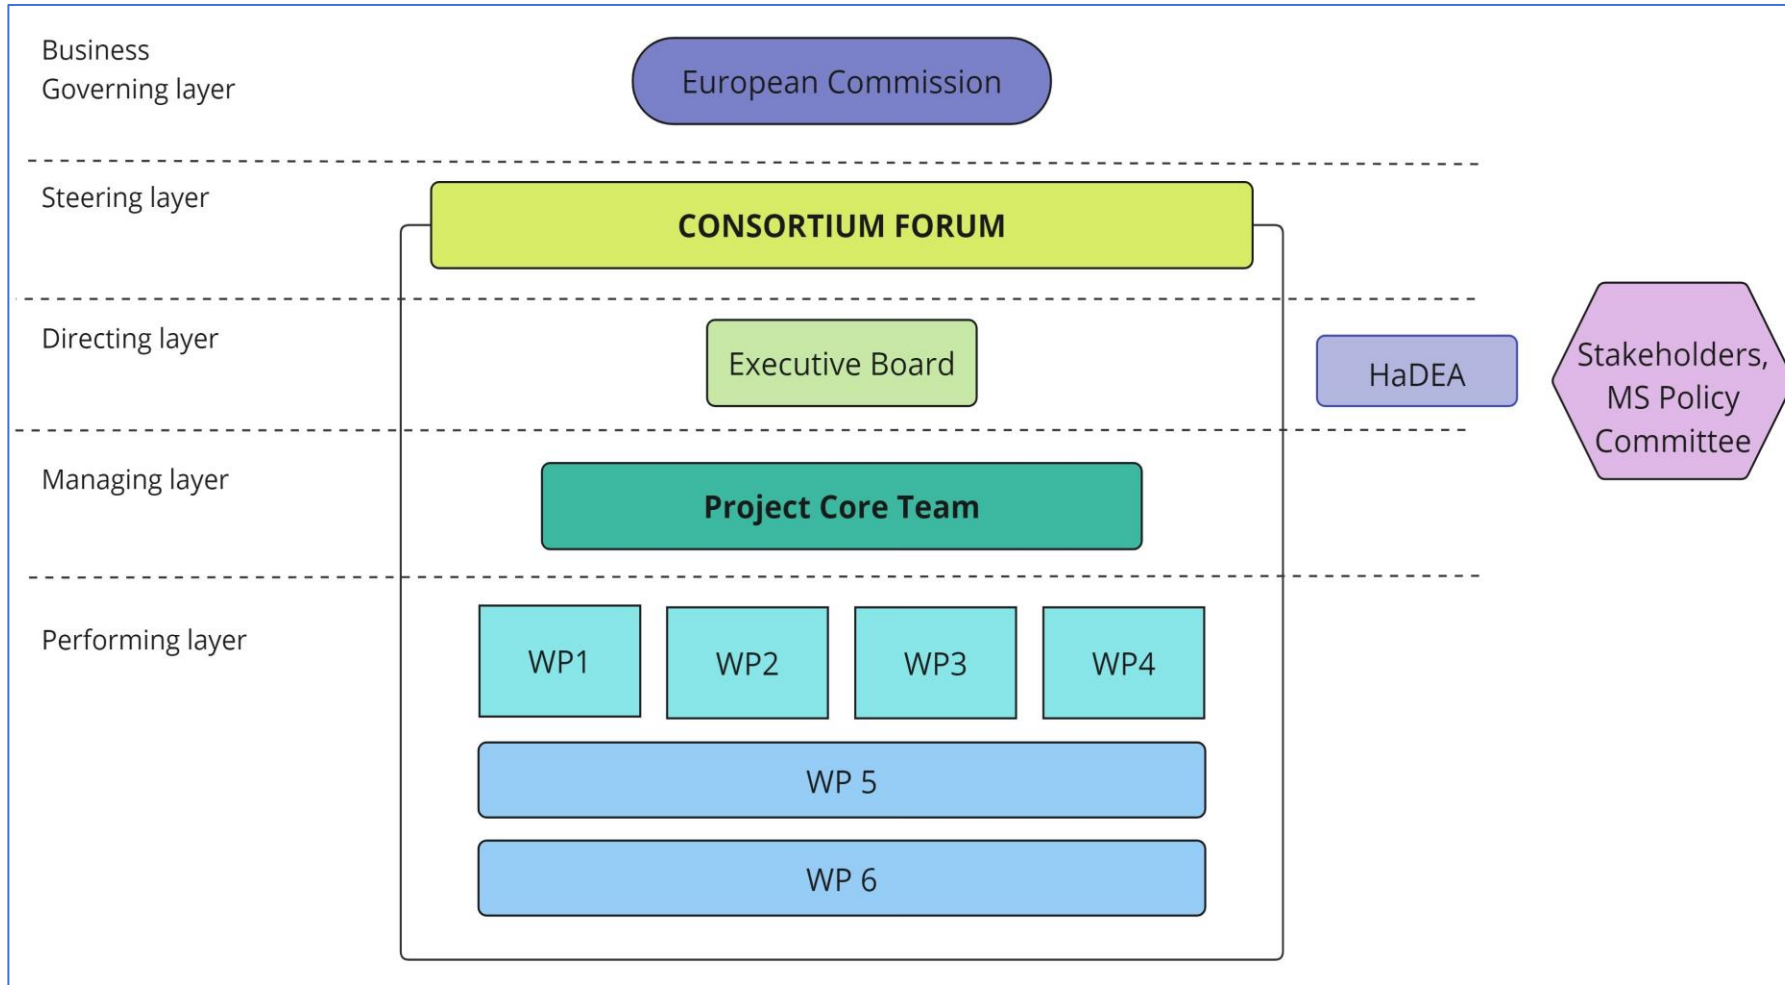 Business
Governing layer
European Commission
Steering layer
CONSORTIUM FORUM
Directing layer
Executive Board
HaDEA
Stakeholders,
MS Policy
Committee
Managing layer
Project Core Team
Performing layer
WP1
WP2
WP3
WP4
WP 5
WP 6